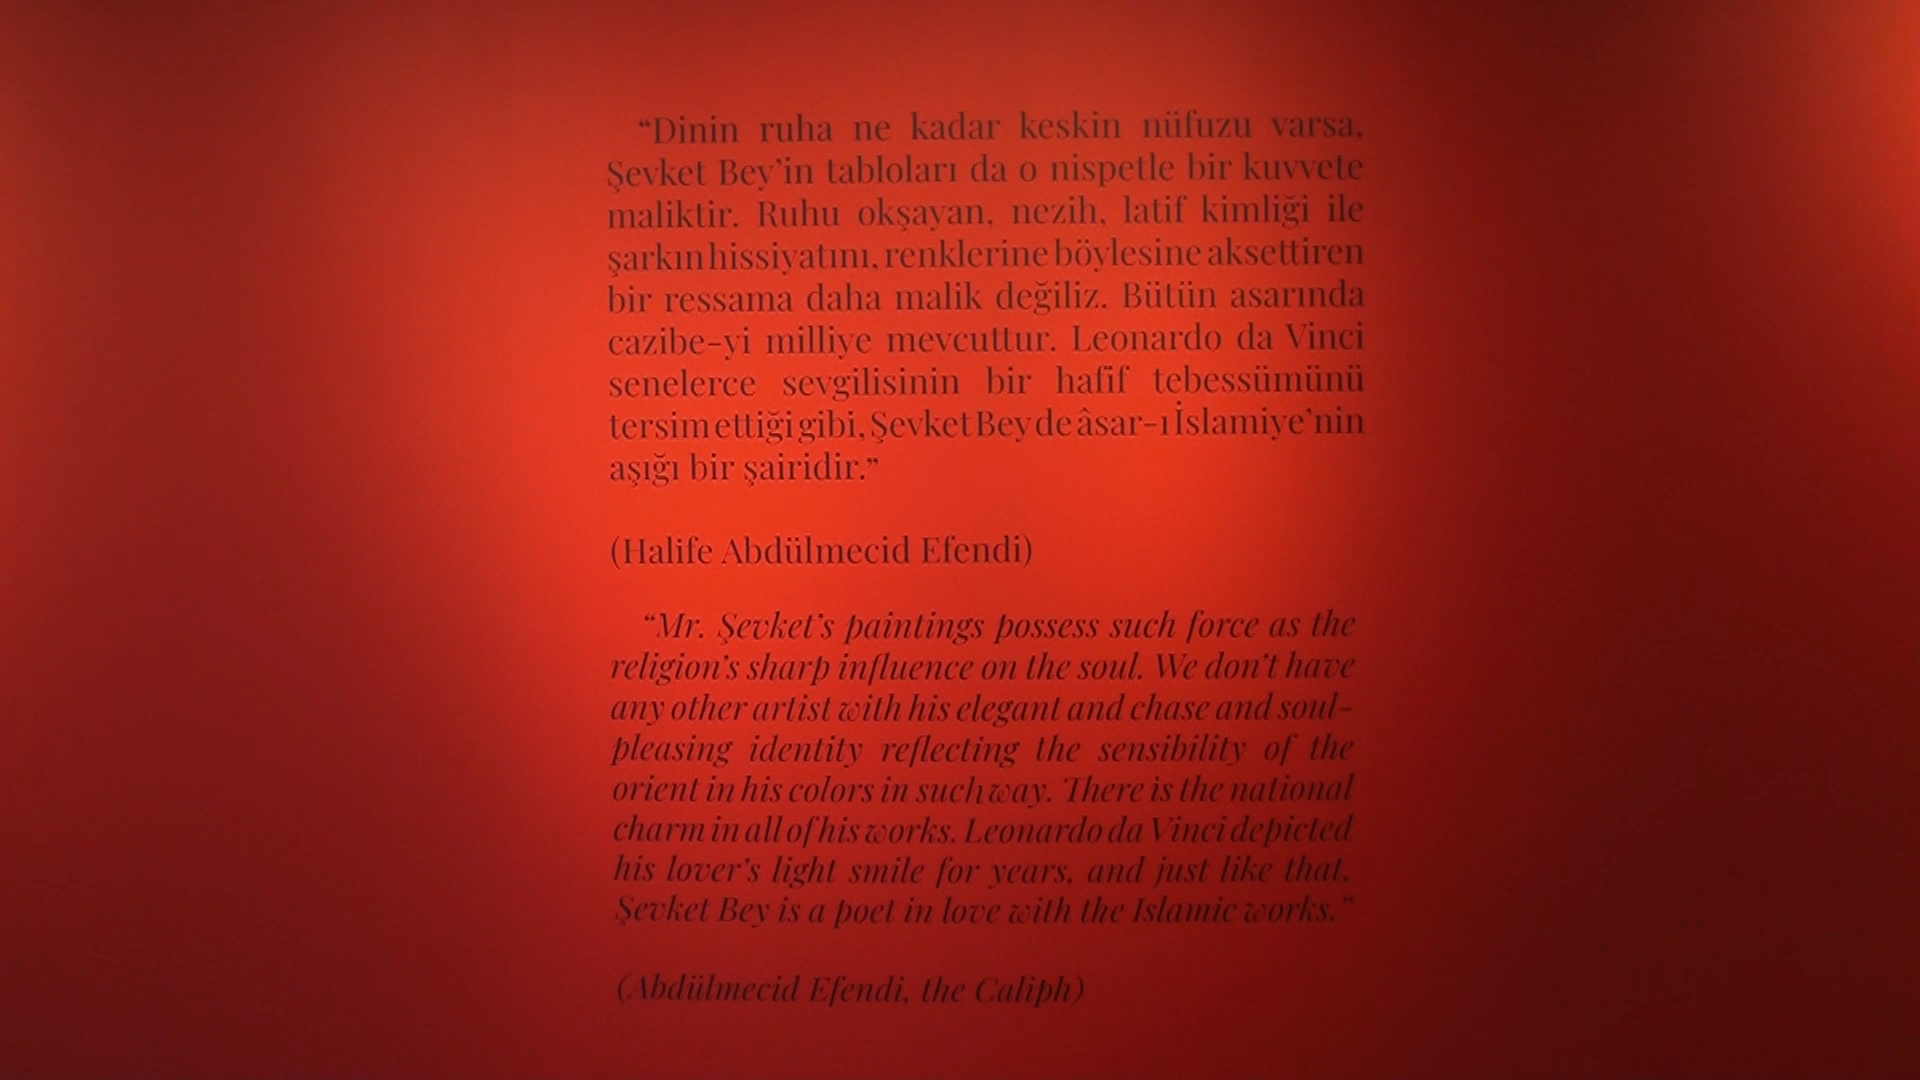 “Dinin ruha ne kadar keskin nüfuzu varsa,
Şevket Bey’in tabloları da o nispetle bir kuvvete
maliktir. Ruhu okşayan, nezih, latif kimliği ile
şarkın hissiyatını, renklerine böylesine aksettiren
bir ressama daha malik değiliz. Bütün asarında
cazibe-yi milliye mevcuttur. Leonardo da Vinci
senelerce sevgilisinin bir hafif tebessümünü
tersim ettiği gibi, Şevket Bey de âsar-ı İslamiye’nin
aşığı bir şairidir.”
(Halife Abdülmecid Efendi)
“Mr. Şevket’s paintings possess such force as the
religion’s sharp influence on the soul. We don’t have
any other artist with his elegant and chase and soul-
pleasing identity reflecting the sensibility of the
orient in his colors in such way. There is the national
charm in all of his works. Leonardo da Vinci depicted
his lover’s light smile for years, and just like that,
Şevket Bey is a poet in love with the Islamic works.”
(Abdülmecid Efendi, the Caliph)